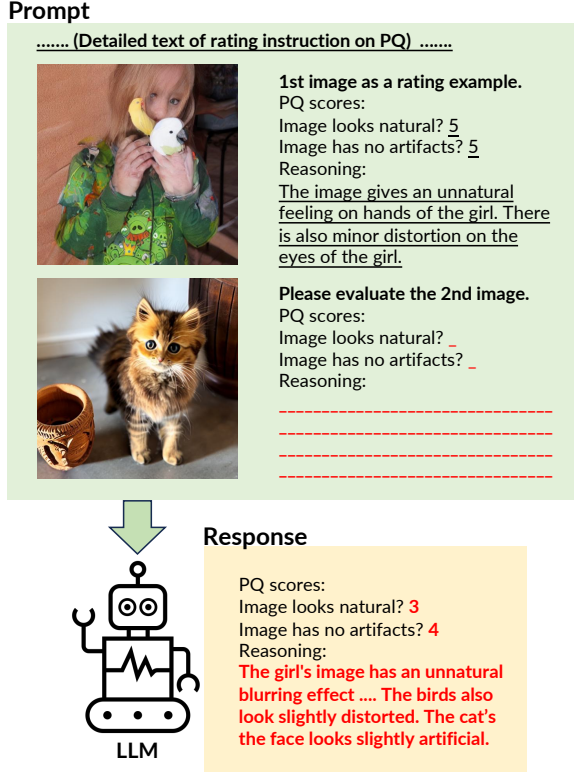 Prompt
....... (Detailed text of rating instruction on PQ) .......
1st image as a rating example.
PQ scores:
Image looks natural? 5
Image has no artifacts? 5
Reasoning:
The image gives an unnatural
feeling on hands of the girl. There
is also minor distortion on the
eyes of the girl.
Please evaluate the 2nd image.
PQ scores:
Image looks natural? _
Image has no artifacts? _
Reasoning:
Response
PQ scores:
Image looks natural? 3
Image has no artifacts? 4
Reasoning:
The girl's image has an unnatural
blurring effect .... The birds also
look slightly distorted. The cat's
the face looks slightly artificial.
LLM